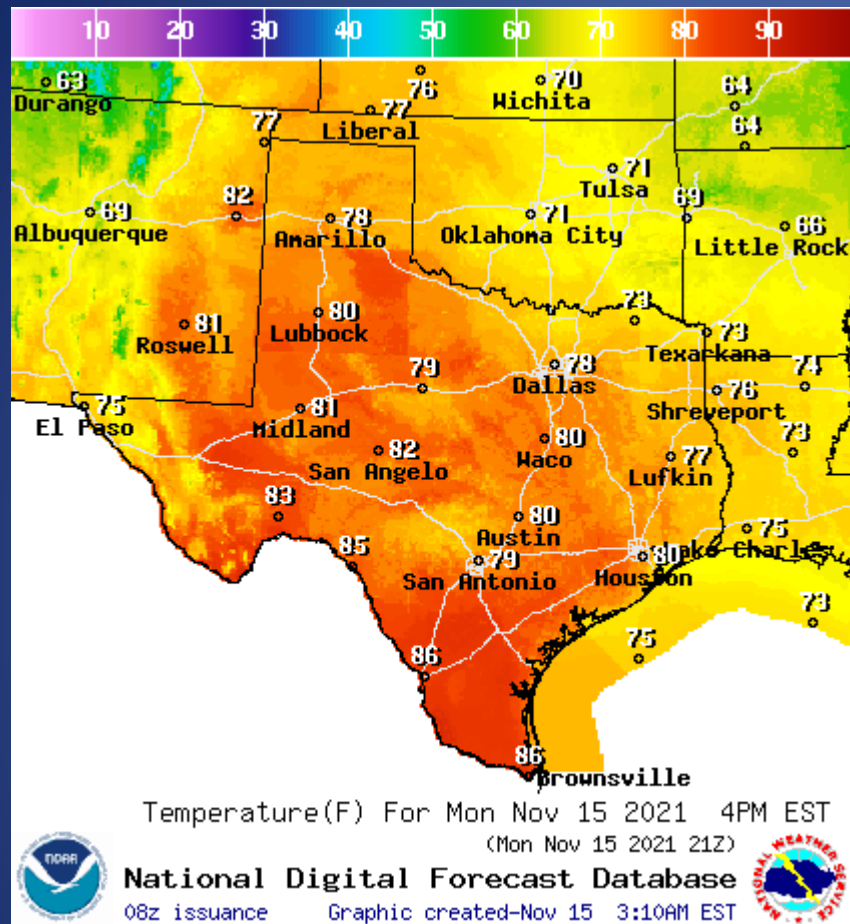 10 20 30 40 50 60 70 80 90
63
Durango
76
70
Wichita
64
77
Liberal
77
64
71
Tulsa
82
69
Albuquerque
78
Amarillo
71
Oklahoma City
69
66
Little Rock
81
Roswell
80
Lubbock
73
73
Texarkana
79
78
Dallas
76
Shreveport
74
75
El Paso
81
Midland
82
San Angelo
80
Waco
77
Lufkin
73
83
80
Austin
75
85
79
San Antonio
80
Houston
73
75
86
86
Brownsville
Temperature(F) For Mon Nov 15 2021 4PM EST
(Mon Nov 15 2021 21Z)
NOAA
National Digital Forecast Database
08z issuance Graphic created-Nov 15 3:10AM EST
NATIONAL WEATHER SERVICE